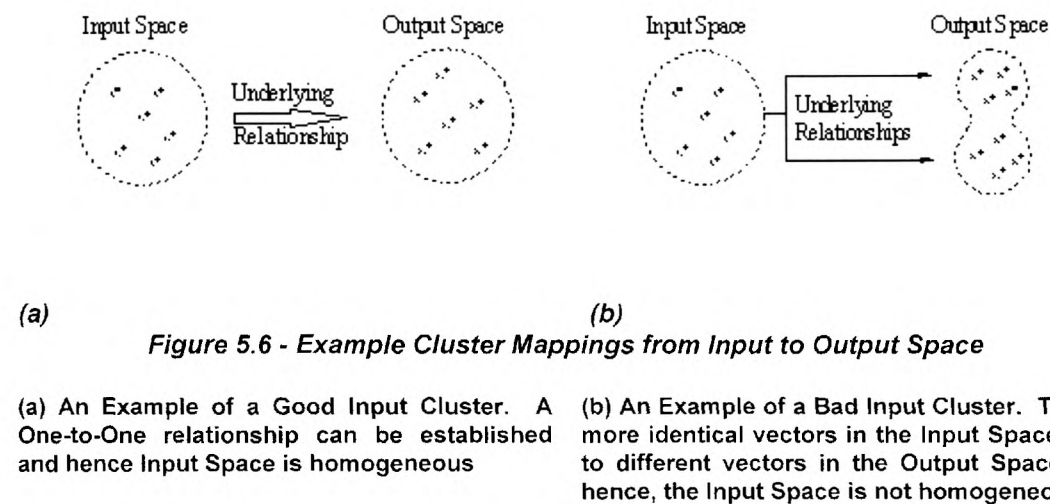 Input Space
Output Space
Underlying
Relationship
Input Space
Output Space
Underlying
Relationships
(a)
(b)
Figure 5.6 - Example Cluster Mappings from Input to Output Space
(a) An Example of a Good Input Cluster. A
One-to-One relationship can be established
and hence Input Space is homogeneous
(b) An Example of a Bad Input Cluster.
more identical vectors in the Input Space
to different vectors in the Output
hence, the Input Space is not